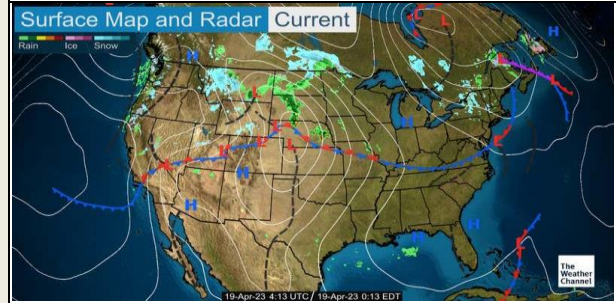 Surface Map and Radar Current
Rain Ice Snow
H
L
L
H
L
L
H
L
L
L
L
L
H
H
H
H
L
The
Weather
Channel
19-Apr-23 4:13 UTC / 19-Apr-23 0:13 EDT